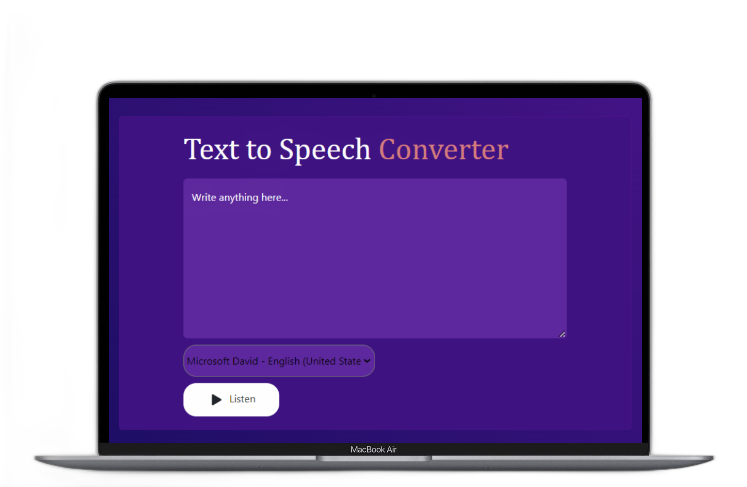 Text to Speech Converter
Write anything here...
Microsoft David - English (United State
Listen
MacBook Air